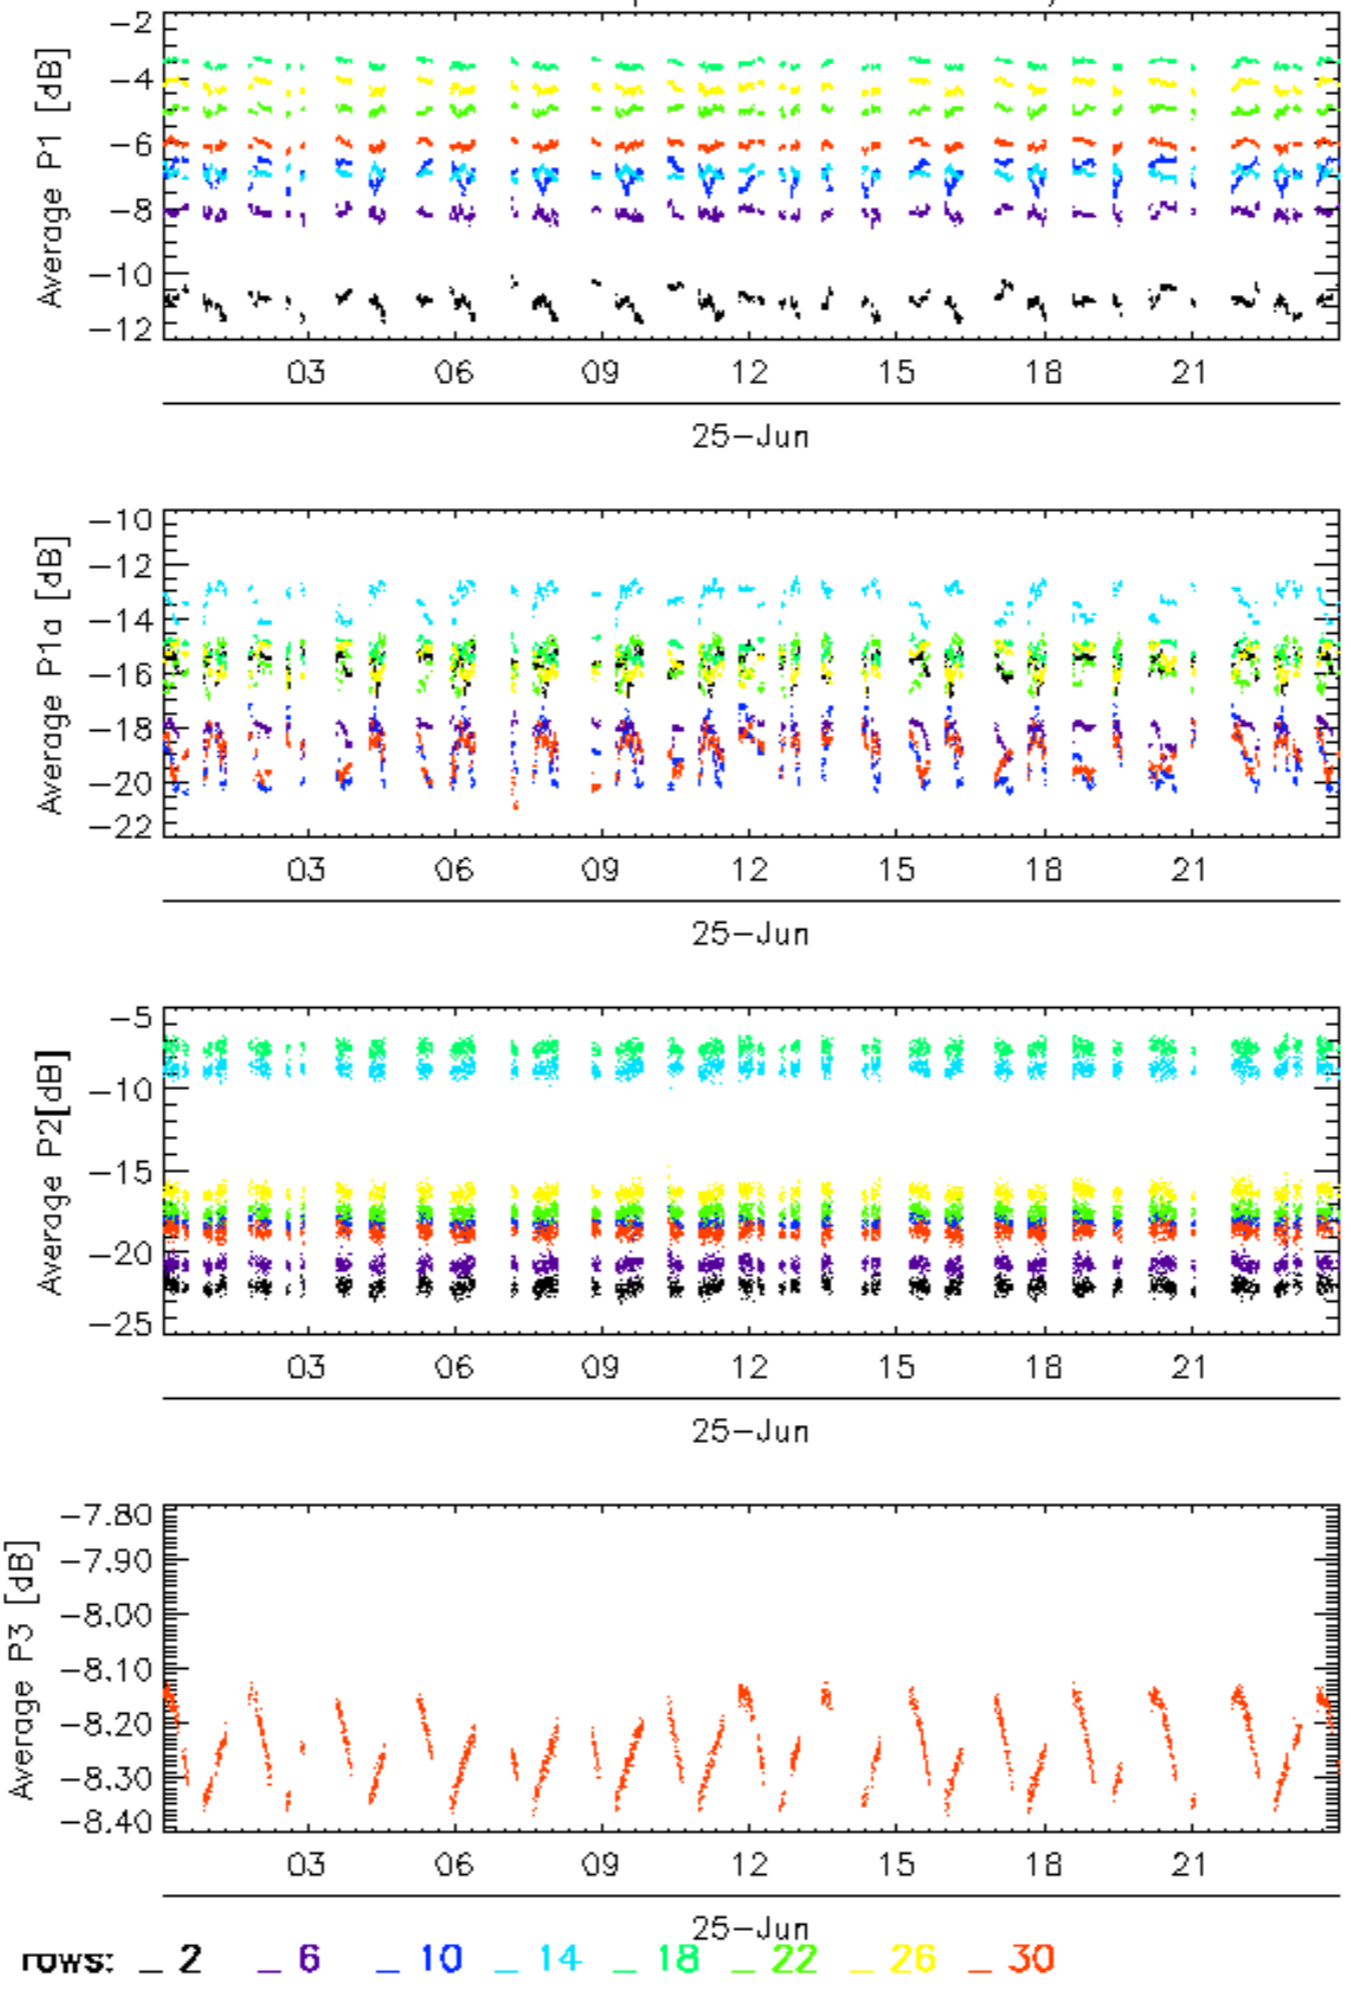 Average P1 [dB]
-2
-4
-6
-8
-10
-12
03 06 09 12 15 18 21
25-Jun
Average P1a [dB]
-10
-12
-14
-16
-18
-20
-22
03 06 09 12 15 18 21
25-Jun
Average P2[dB]
-5
-10
-15
-20
-25
03 06 09 12 15 18 21
25-Jun
Average P3 [dB]
-7.80
-7.90
-8.00
-8.10
-8.20
-8.30
-8.40
03 06 09 12 15 18 21
25-Jun
rows: _ 2 _ 6 _ 10 _ 14 _ 18 _ 22 _ 26 _ 30